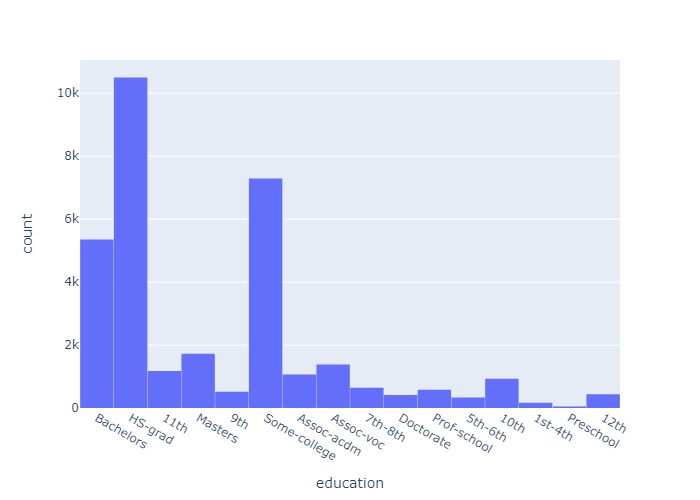 10k
8k
6k
4k
2k
0
count
Bachelors
HS-grad
11th
Masters
9th
Some-college
Assoc-acdm
Assoc-voc
7th-8th
Doctorate
Prof-school
5th-6th
10th
1st-4th
Preschool
12th
education